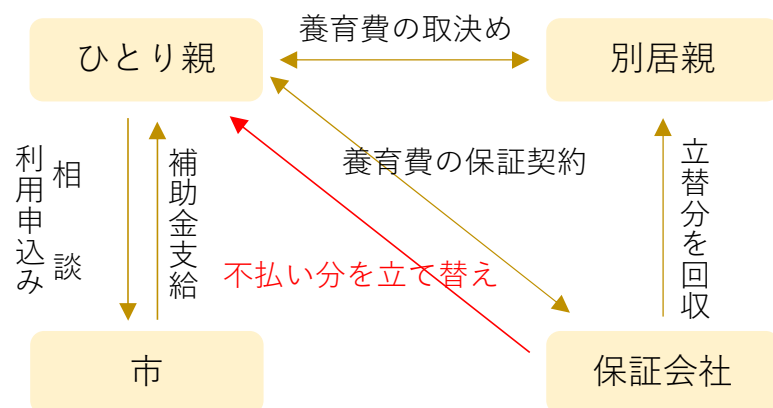 養育費の取決め
ひとり親
別居親
相談
利用申込み
補助金支給
養育費の保証契約
立替分を回収
不払い分を立て替え
市
保証会社